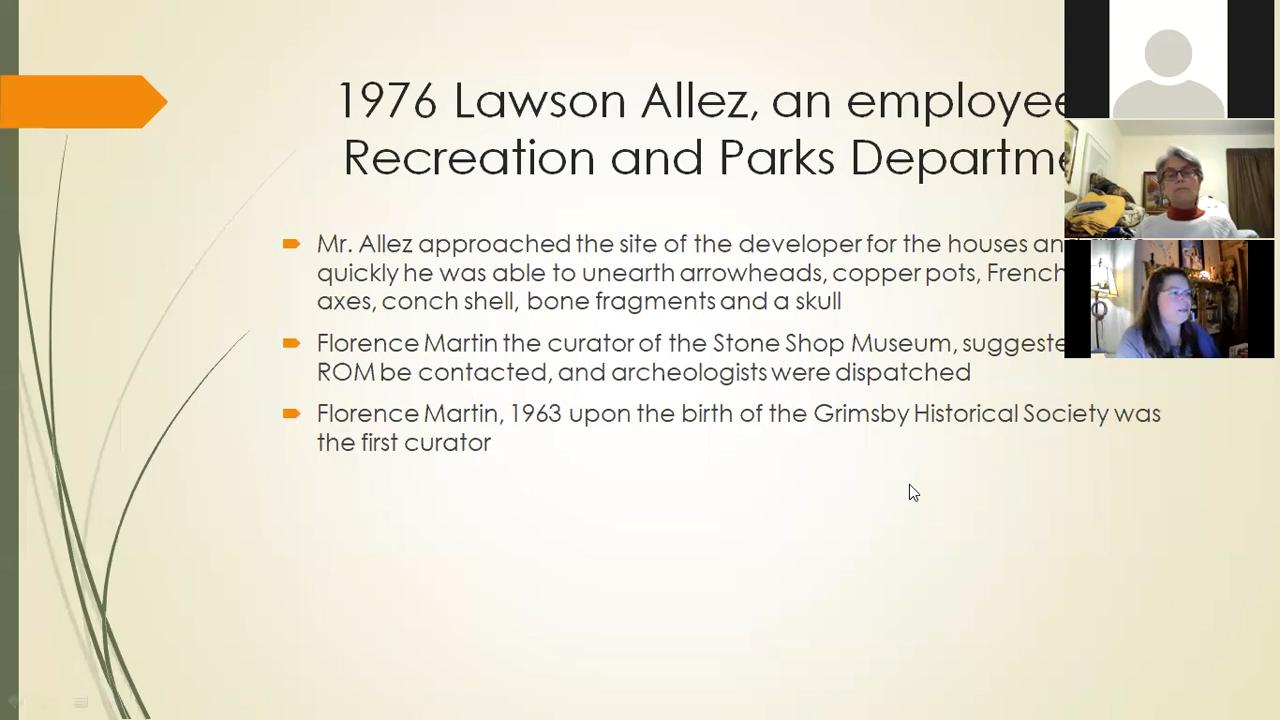 1976 Lawson Allez, an employee
Recreation and Parks Departme
Mr. Allez approached the site of the developer for the houses and
quickly he was able to unearth arrowheads, copper pots, French
axes, conch shell, bone fragments and a skull
Florence Martin the curator of the Stone Shop Museum, suggeste
ROM be contacted, and archeologists were dispatched
Florence Martin, 1963 upon the birth of the Grimsby Historical Society was
the first curator